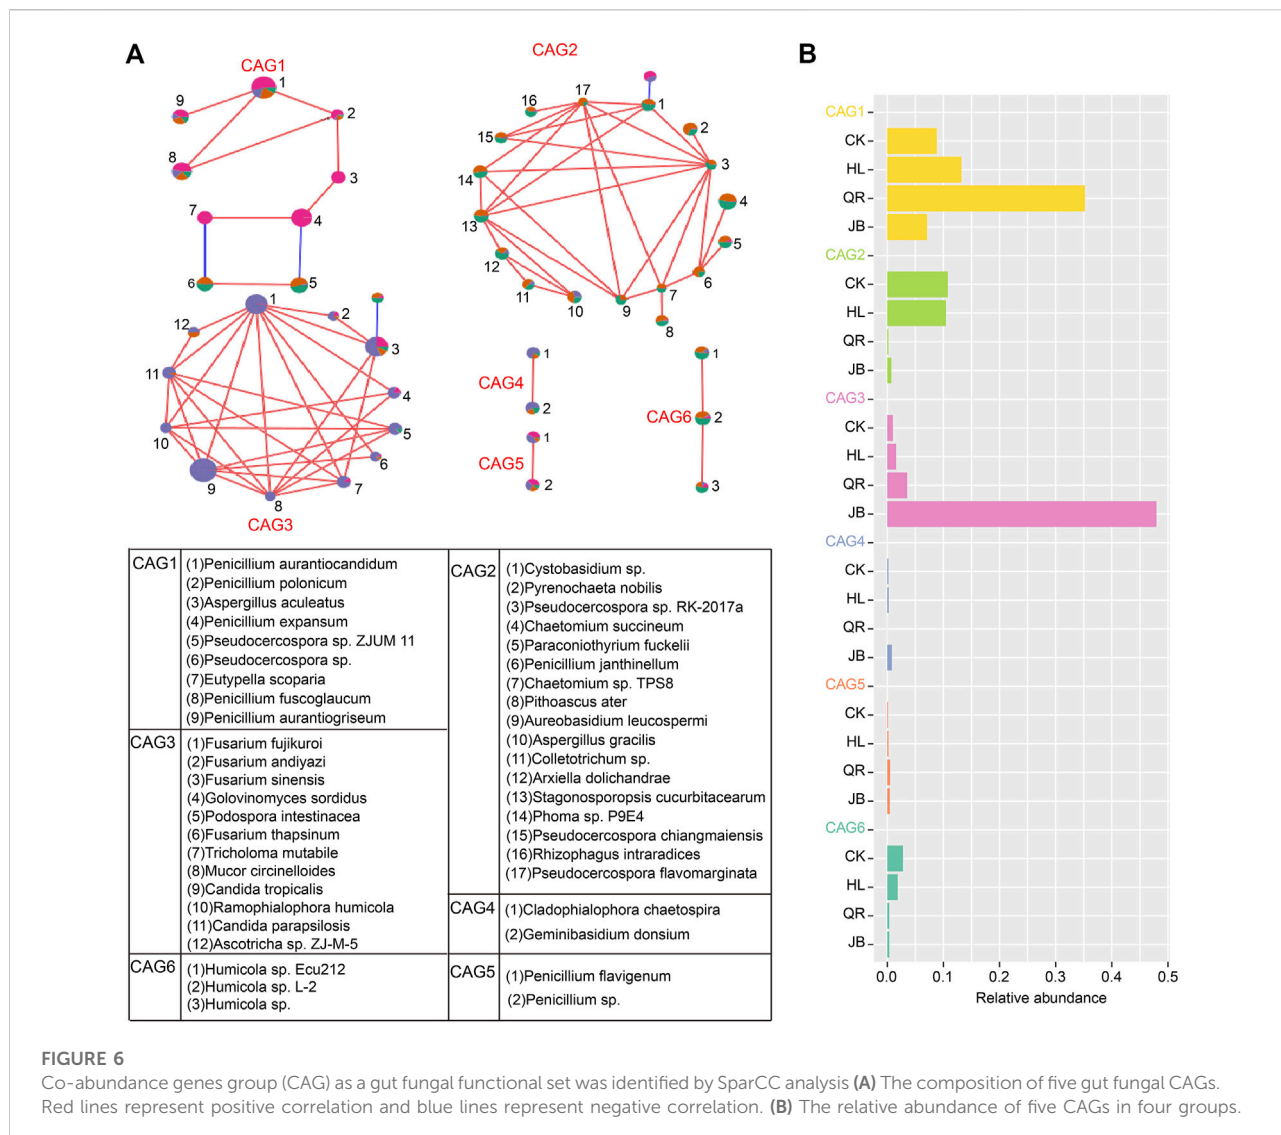 A
CAG1
1
2
3
4
5
6
7
8
9
CAG2
1
2
3
4
5
6
7
8
9
10
11
12
13
14
15
16
17
CAG3
1
2
3
4
5
6
7
8
9
10
11
12
CAG4
1
2
CAG5
1
2
CAG6
1
2
3
CAG1
(1)Penicillium aurantiocandidum
(2)Penicillium polonicum
(3)Aspergillus aculeatus
(4)Penicillium expansum
(5)Pseudocercospora sp. ZJUM 11
(6)Pseudocercospora sp.
(7)Eutypella scoparia
(8)Penicillium fuscoglaucum
(9)Penicillium aurantiogriseum
CAG3
(1)Fusarium fujikuroi
(2)Fusarium andiyazi
(3)Fusarium sinensis
(4)Golovinomyces sordidus
(5)Podospora intestinacea
(6)Fusarium thapsinum
(7)Tricholoma mutabile
(8)Mucor circinelloides
(9)Candida tropicalis
(10)Ramophialophora humicola
(11)Candida parapsilosis
(12)Ascotricha sp. ZJ-M-5
CAG6
(1)Humicola sp. Ecu212
(2)Humicola sp. L-2
(3)Humicola sp.
CAG2
(1)Cystobasidium sp.
(2)Pyrenochaeta nobilis
(3)Pseudocercospora sp. RK-2017a
(4)Chaetomium succineum
(5)Paraconiothyrium fuckelii
(6)Penicillium janthinellum
(7)Chaetomium sp. TPS8
(8)Pithoascus ater
(9)Aureobasidium leucospermi
(10)Aspergillus gracilis
(11)Colletotrichum sp.
(12)Arxiella dolichandrae
(13)Stagonosporopsis cucurbitacearum
(14)Phoma sp. P9E4
(15)Pseudocercospora chiangmaiensis
(16)Rhizophagus intraradices
(17)Pseudocercospora flavomarginata
CAG4
(1)Cladophialophora chaetospira
(2)Geminibasidium donsium
CAG5
(1)Penicillium flavigenum
(2)Penicillium sp.
B
CAG1
CK
HL
QR
JB
CAG2
CK
HL
QR
JB
CAG3
CK
HL
QR
JB
CAG4
CK
HL
QR
JB
CAG5
CK
HL
QR
JB
CAG6
CK
HL
QR
JB
0.0 0.1 0.2 0.3 0.4 0.5
Relative abundance
FIGURE 6
Co-abundance genes group (CAG) as a gut fungal functional set was identified by SparCC analysis (A) The composition of five gut fungal CAGs.
Red lines represent positive correlation and blue lines represent negative correlation. (B) The relative abundance of five CAGs in four groups.